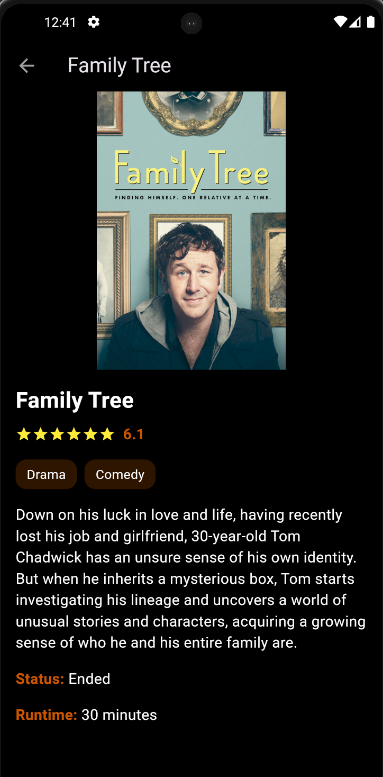 12:41
Family Tree
Family Tree
FINDING HIMSELF. ONE RELATIVE AT A TIME.
Family Tree
6.1
Drama Comedy
Down on his luck in love and life, having recently
lost his job and girlfriend, 30-year-old Tom
Chadwick has an unsure sense of his own identity.
But when he inherits a mysterious box, Tom starts
investigating his lineage and uncovers a world of
unusual stories and characters, acquiring a growing
sense of who he and his entire family are.
Status: Ended
Runtime: 30 minutes